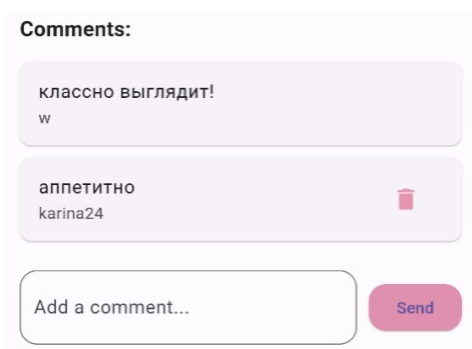 Comments:
классно выглядит!
w
аппетитно
karina24
Add a comment...
Send